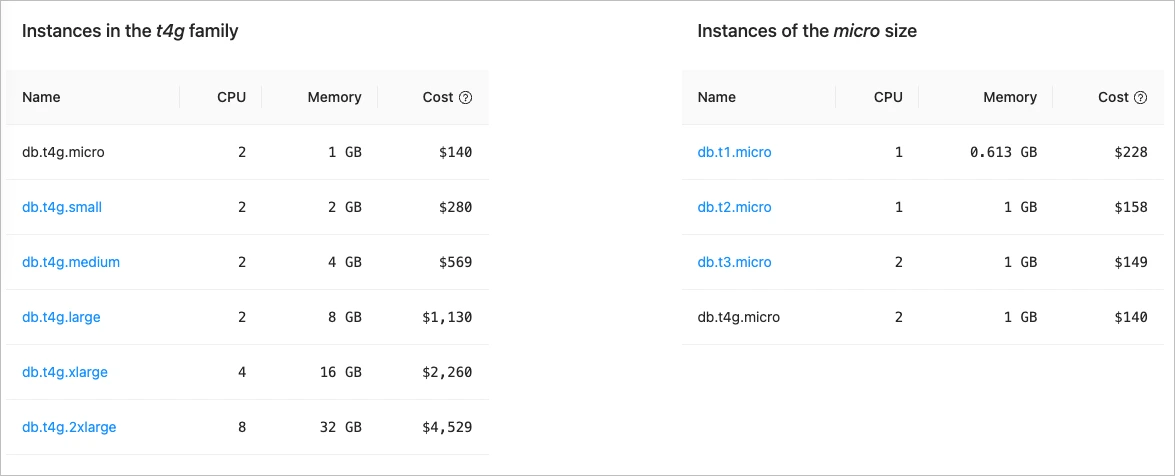 Instances in the t4g family
Name CPU Memory Cost ?
db.t4g.micro 2 1 GB $140
db.t4g.small 2 2 GB $280
db.t4g.medium 2 4 GB $569
db.t4g.large 2 8 GB $1,130
db.t4g.xlarge 4 16 GB $2,260
db.t4g.2xlarge 8 32 GB $4,529
Instances of the micro size
Name CPU Memory Cost ?
db.t1.micro 1 0.613 GB $228
db.t2.micro 1 1 GB $158
db.t3.micro 2 1 GB $149
db.t4g.micro 2 1 GB $140